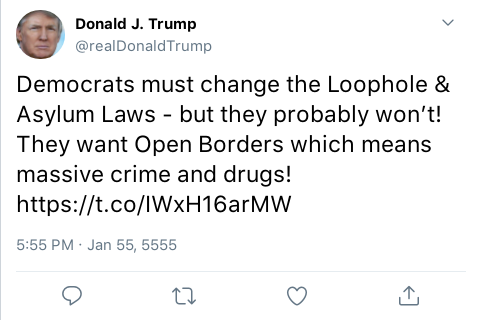 Donald J. Trump
@realDonaldTrump
Democrats must change the Loophole &
Asylum Laws - but they probably won’t!
They want Open Borders which means
massive crime and drugs!
https://t.co/IWxH16arMW
5:55 PM · Jan 55, 5555